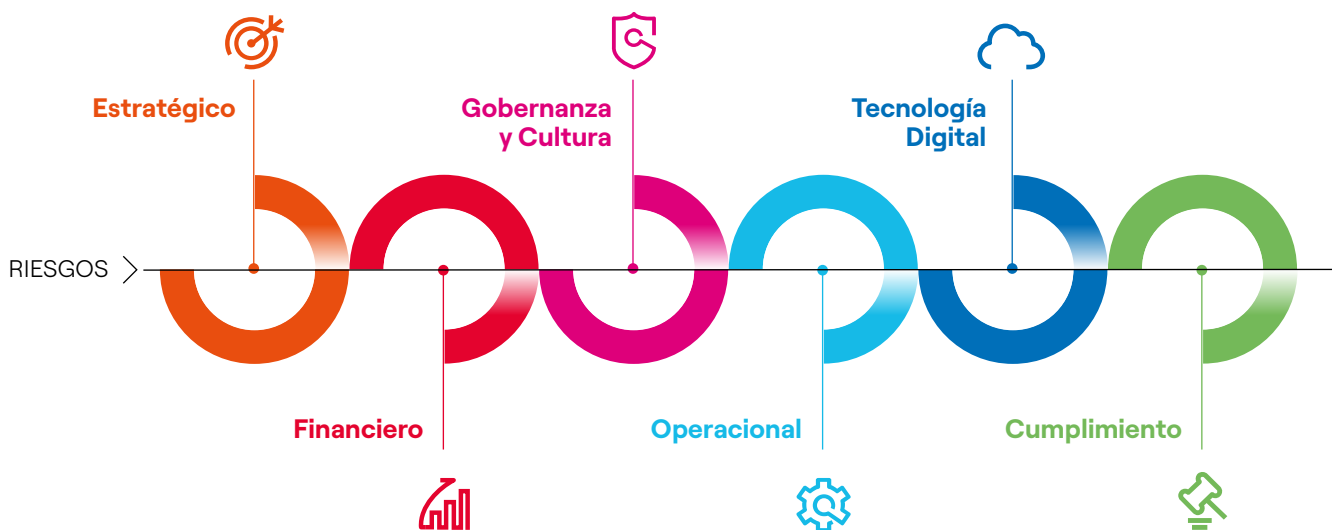 Estratégico
Gobernanza
y Cultura
Tecnología
Digital
RIESGOS
Financiero
Operacional
Cumplimiento